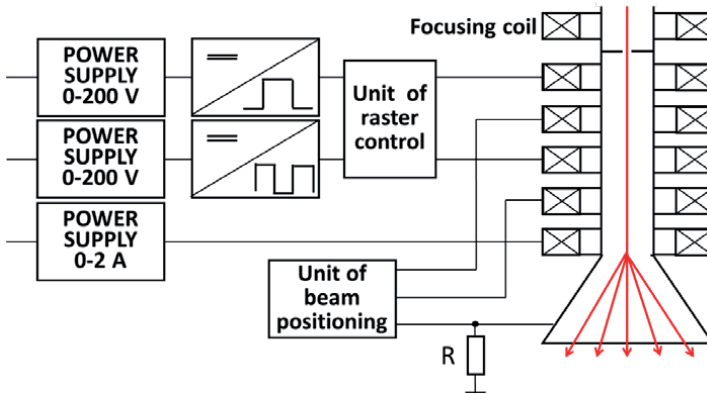 Focusing coil
POWER
SUPPLY
0-200 V
Unit of
raster
control
POWER
SUPPLY
0-200 V
POWER
SUPPLY
0-2 A
Unit of
beam
positioning
R